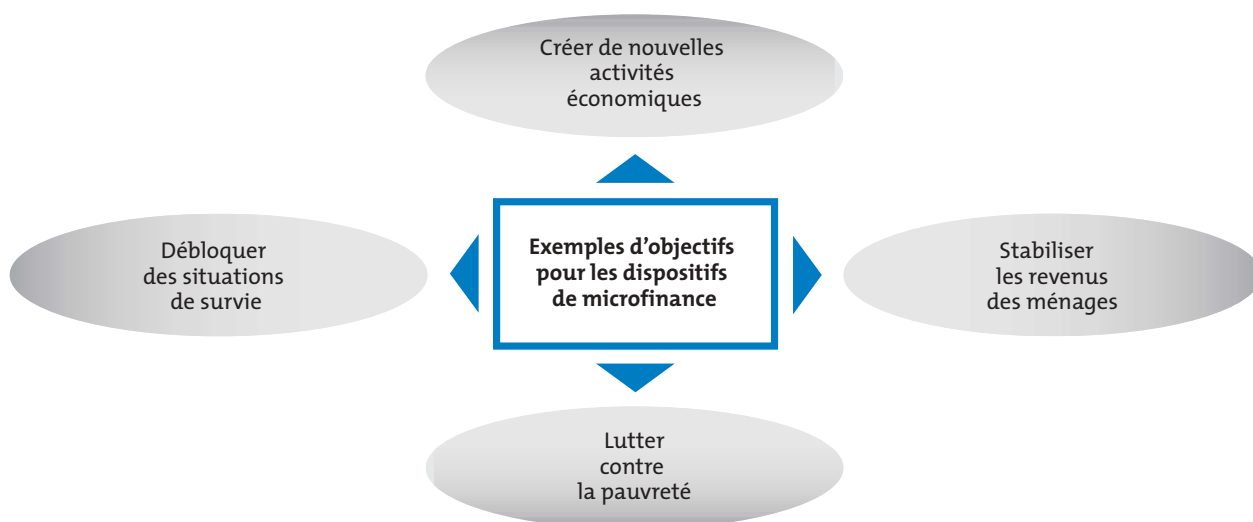 Créer de nouvelles
activités
économiques
Débloquer
des situations
de survie
Exemples d'objectifs
pour les dispositifs
de microfinance
Stabiliser
les revenus
des ménages
Lutter
contre
la pauvreté